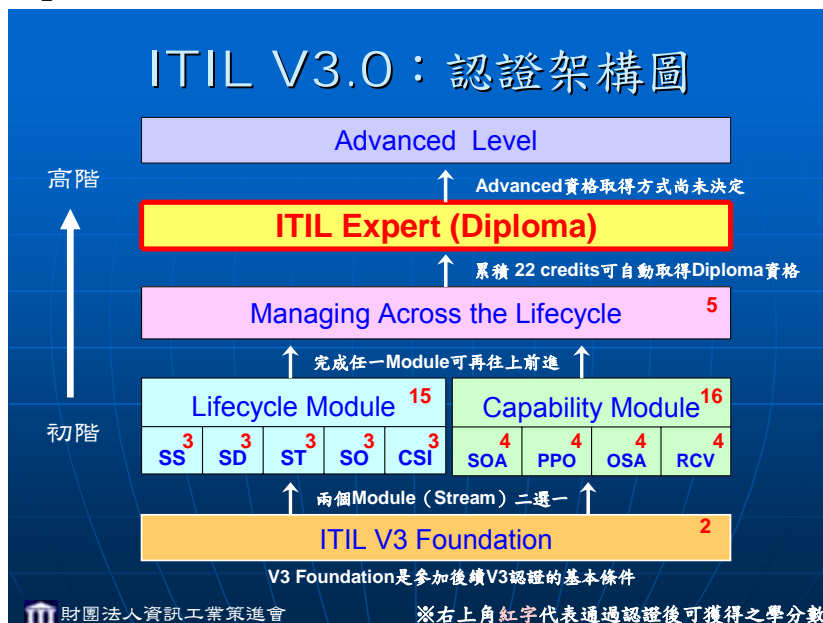 ITIL V3.0：認證架構圖
Advanced Level
高階
Advanced資格取得方式尚未決定
ITIL Expert (Diploma)
累積 22 credits可自動取得Diploma資格
Managing Across the Lifecycle 5
完成任一Module可再往上前進
Lifecycle Module 15
Capability Module 16
初階
SS 3 SD 3 ST 3 SO 3 CSI 3
SOA 4 PPO 4 OSA 4 RCV 4
兩個Module（Stream）二選一
ITIL V3 Foundation 2
V3 Foundation是參加後續V3認證的基本條件
財團法人資訊工業策進會
※右上角紅字代表通過認證後可獲得之學分數